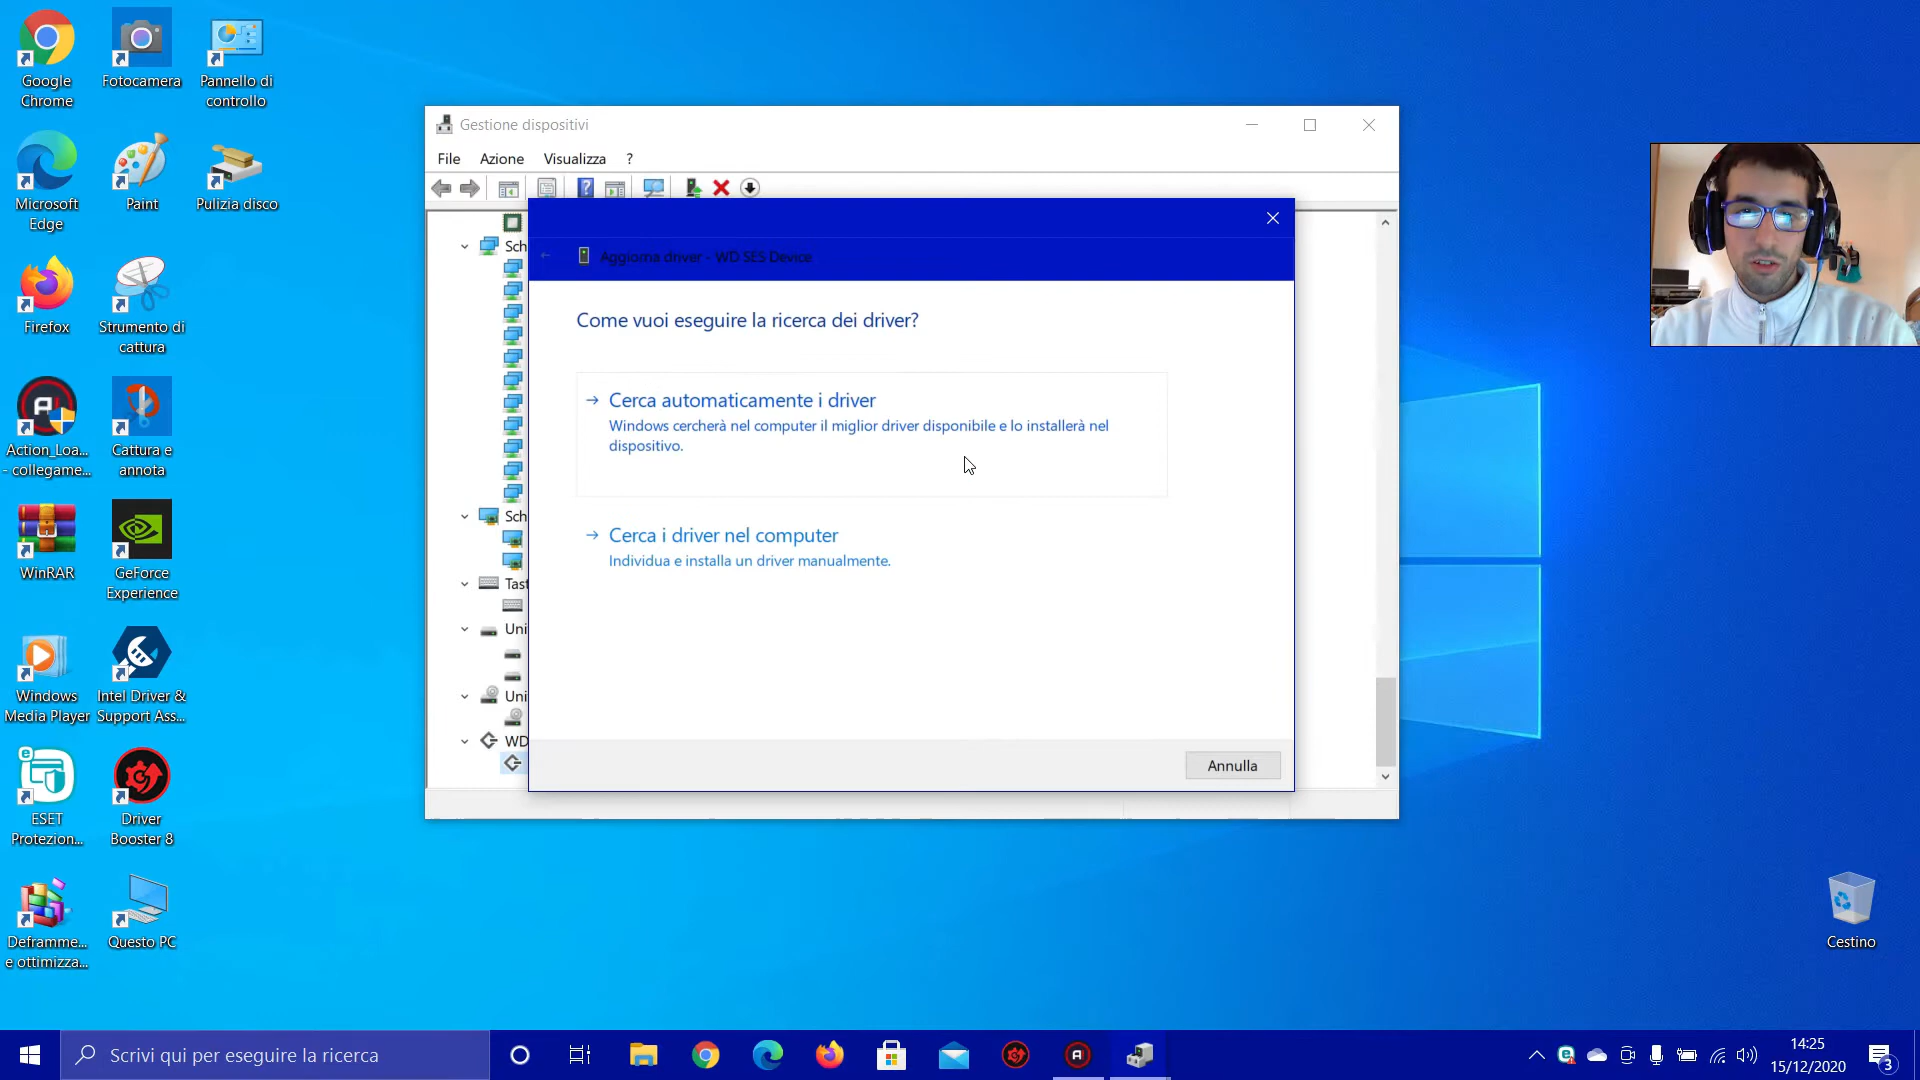 Google
Chrome
Fotocamera
Pannello di
controllo
Microsoft
Edge
Paint
Pulizia disco
Firefox
Strumento di
cattura
Action_Loa...
- collegame...
Cattura e
annota
WinRAR
GeForce
Experience
Windows
Media Player
Intel Driver &
Support Ass...
ESET
Protezion...
Driver
Booster 8
Deframme...
e ottimizza...
Questo PC
Gestione dispositivi
File Azione Visualizza ?
Sch
Sch
Tast
Uni
Uni
WD
Aggiorna driver - WD SES Device
Come vuoi eseguire la ricerca dei driver?
Cerca automaticamente i driver
Windows cercherà nel computer il miglior driver disponibile e lo installerà nel
dispositivo.
Cerca i driver nel computer
Individua e installa un driver manualmente.
Annulla
Cestino
Scrivi qui per eseguire la ricerca
14:25
15/12/2020
3